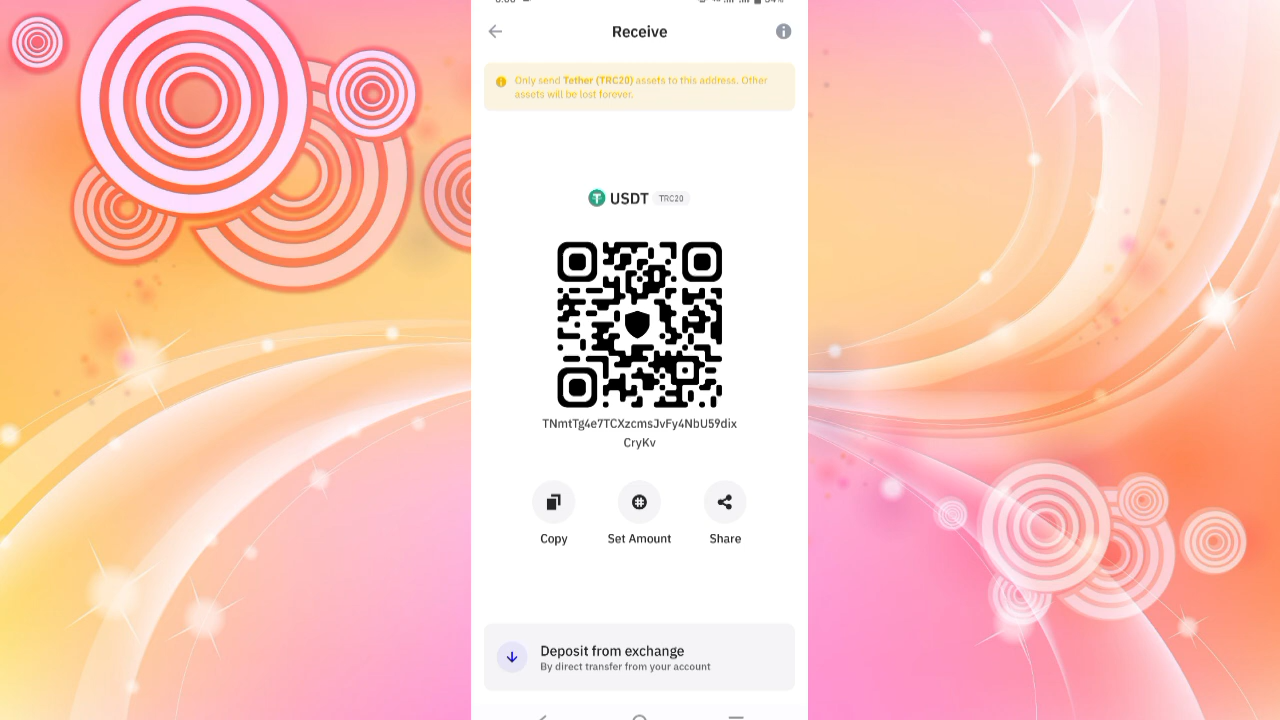 Receive
Only send Tether (TRC20) assets to this address. Other
assets will be lost forever.
USDT TRC20
TNmtTg4e7TCXzcmsJvFy4NbU59dix
CryKv
Copy
Set Amount
Share
Deposit from exchange
By direct transfer from your account